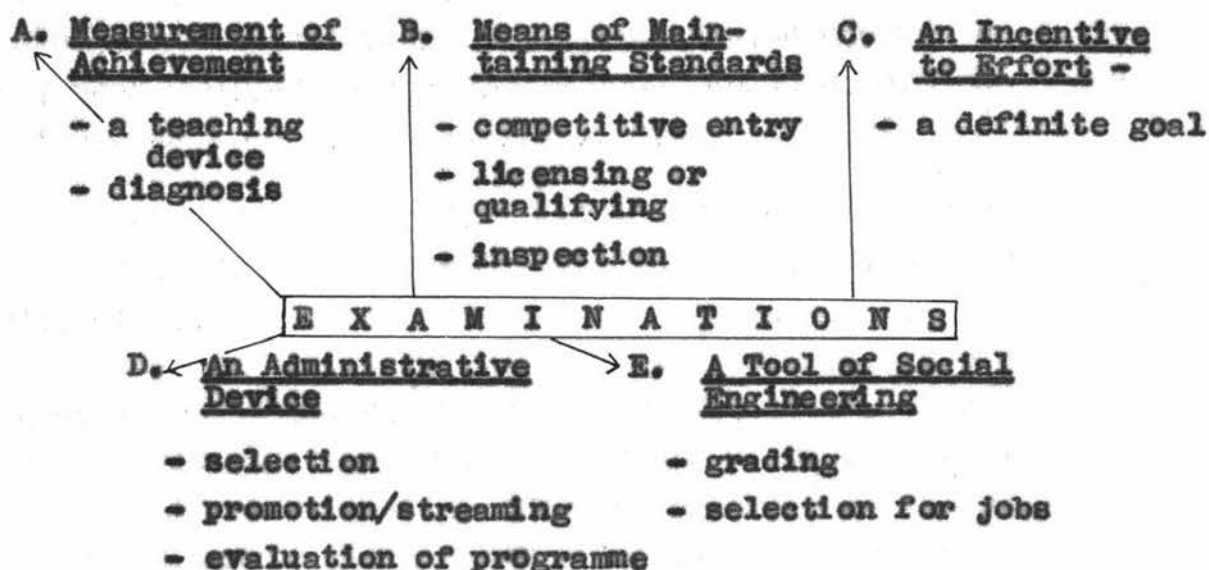 A. Measurement of
Achievement
- a teaching
device
- diagnosis
B. Means of Main-
taining Standards
- competitive entry
- licensing or
qualifying
- inspection
C. An Incentive
to Effort -
- a definite goal
E X A M I N A T I O N S
D. An Administrative
Device
- selection
- promotion/streaming
- evaluation of programme
E. A Tool of Social
Engineering
- grading
- selection for jobs